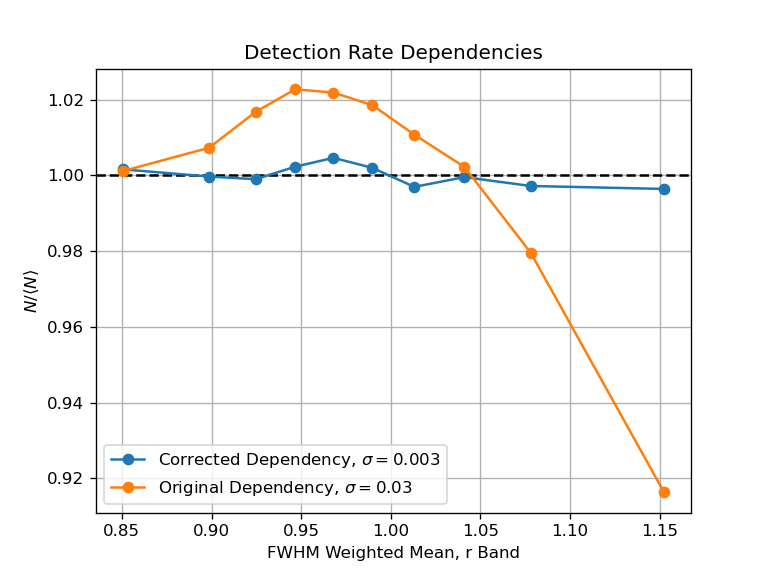 Detection Rate Dependencies
1.02
1.00
0.98
0.96
0.94
0.92
N/⟨N⟩
Corrected Dependency, σ = 0.003
Original Dependency, σ = 0.03
0.85 0.90 0.95 1.00 1.05 1.10 1.15
FWHM Weighted Mean, r Band